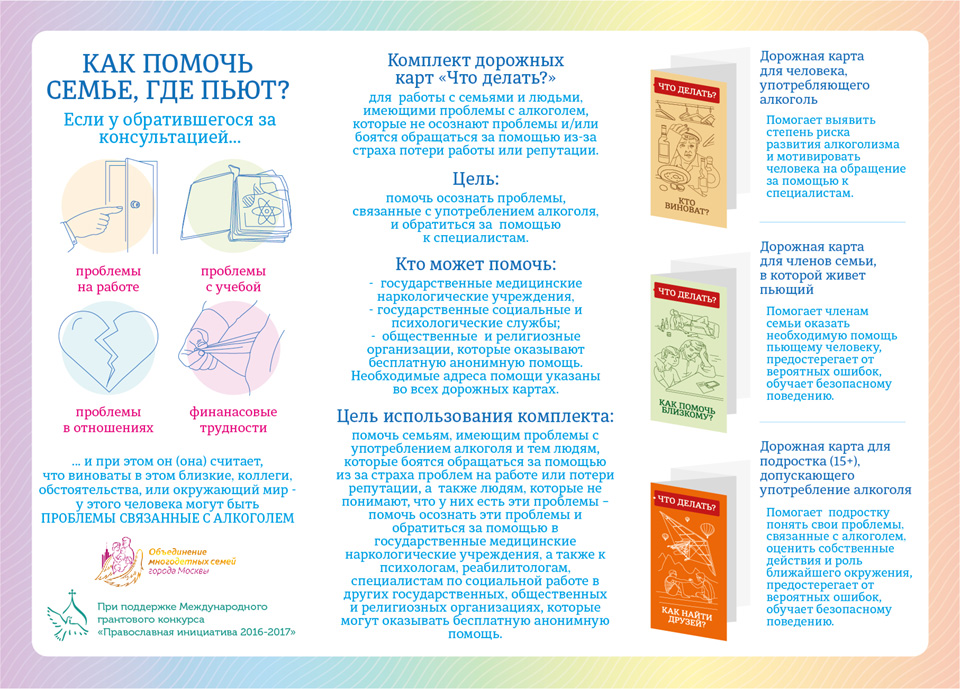 КАК ПОМОЧЬ
СЕМЬЕ, ГДЕ ПЬЮТ?
Если у обратившегося за
консультацией...
проблемы
на работе
проблемы
с учебой
проблемы
в отношениях
финанасовые
трудности
... и при этом он (она) считает,
что виноваты в этом близкие, коллеги,
обстоятельства, или окружающий мир -
у этого человека могут быть
ПРОБЛЕМЫ СВЯЗАННЫЕ С АЛКОГОЛЕМ
Объединение
многодетных семей
города Москвы
При поддержке Международного
грантового конкурса
«Православная инициатива 2016-2017»
Комплект дорожных
карт «Что делать?»
для работы с семьями и людьми,
имеющими проблемы с алкоголем,
которые не осознают проблемы и/или
боятся обращаться за помощью из-за
страха потери работы или репутации.
Цель:
помочь осознать проблемы,
связанные с употреблением алкоголя,
и обратиться за помощью
к специалистам.
Кто может помочь:
- государственные медицинские
наркологические учреждения,
- государственные социальные и
психологические службы;
- общественные и религиозные
организации, которые оказывают
бесплатную анонимную помощь.
Необходимые адреса помощи указаны
во всех дорожных картах.
Цель использования комплекта:
помочь семьям, имеющим проблемы с
употреблением алкоголя и тем людям,
которые боятся обращаться за помощью
из за страха проблем на работе или потери
репутации, а также людям, которые не
понимают, что у них есть эти проблемы –
помочь осознать эти проблемы и
обратиться за помощью в
государственные медицинские
наркологические учреждения, а также к
психологам, реабилитологам,
специалистам по социальной работе в
других государственных, общественных
и религиозных организациях, которые
могут оказывать бесплатную анонимную
помощь.
ЧТО ДЕЛАТЬ?
КТО
ВИНОВАТ?
Дорожная карта
для человека,
употребляющего
алкоголь
Помогает выявить
степень риска
развития алкоголизма
и мотивировать
человека на обращение
за помощью к
специалистам.
ЧТО ДЕЛАТЬ?
КАК ПОМОЧЬ
БЛИЗКОМУ?
Дорожная карта
для членов семьи,
в которой живет
пьющий
Помогает членам
семьи оказать
необходимую помощь
пьющему человеку,
предостерегает от
вероятных ошибок,
обучает безопасному
поведению.
ЧТО ДЕЛАТЬ?
КАК НАЙТИ
ДРУЗЕЙ?
Дорожная карта для
подростка (15+),
допускающего
употребление алкоголя
Помогает подростку
понять свои проблемы,
связанные с алкоголем,
оценить собственные
действия и роль
ближайшего окружения,
предостерегает от
вероятных ошибок,
обучает безопасному
поведению.